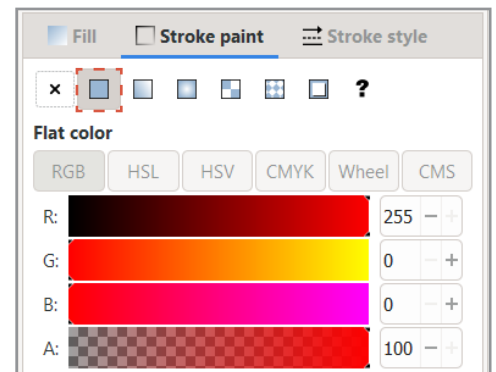 Fill Stroke paint Stroke style
× ?
Flat color
RGB HSL HSV CMYK Wheel CMS
R: 255 − +
G: 0 − +
B: 0 − +
A: 100 − +